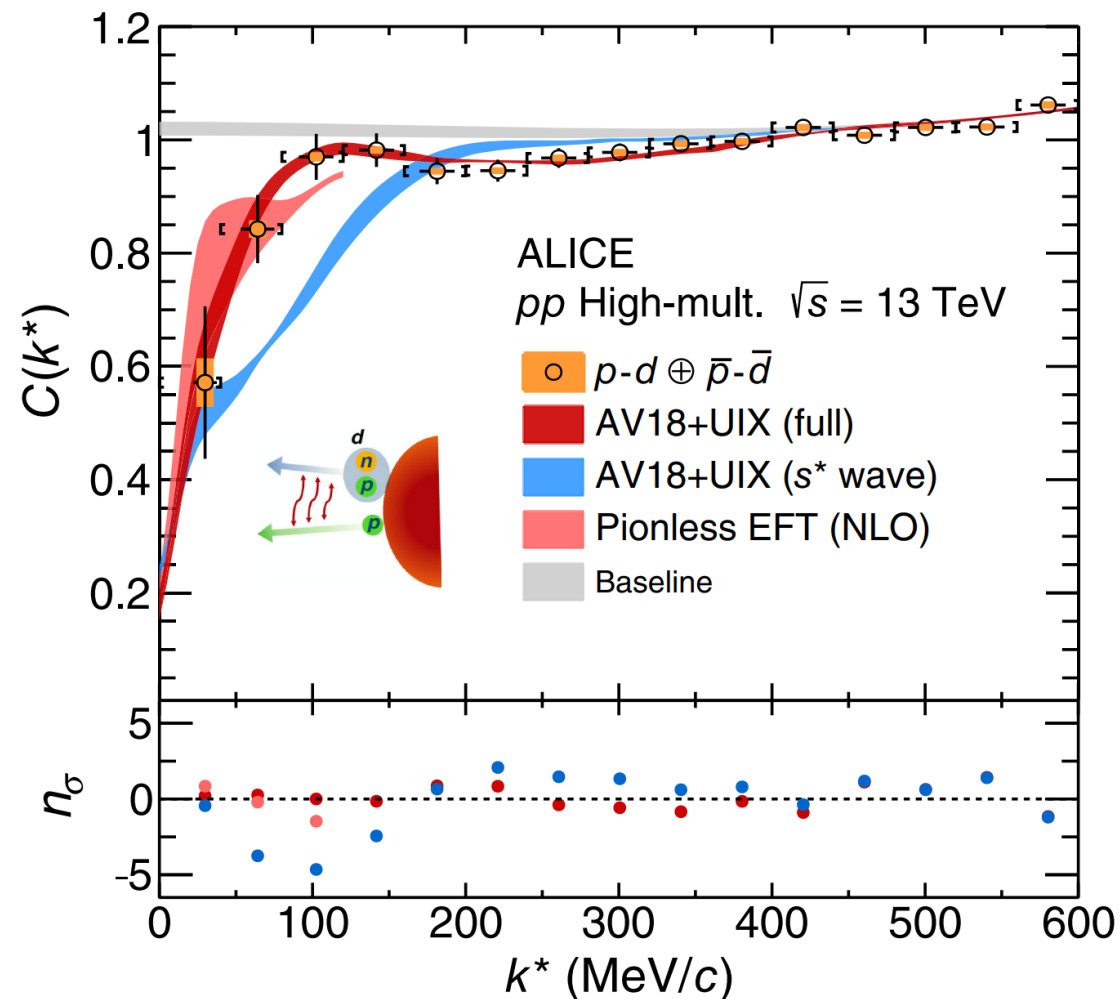 1.2
1
0.8
0.6
0.4
0.2
C(k*)
ALICE
pp High-mult. √s = 13 TeV
p-d ⊕ p̅-d̅
AV18+UIX (full)
AV18+UIX (s* wave)
Pionless EFT (NLO)
Baseline
d
n
p
p
5
0
−5
nσ
0 100 200 300 400 500 600
k* (MeV/c)